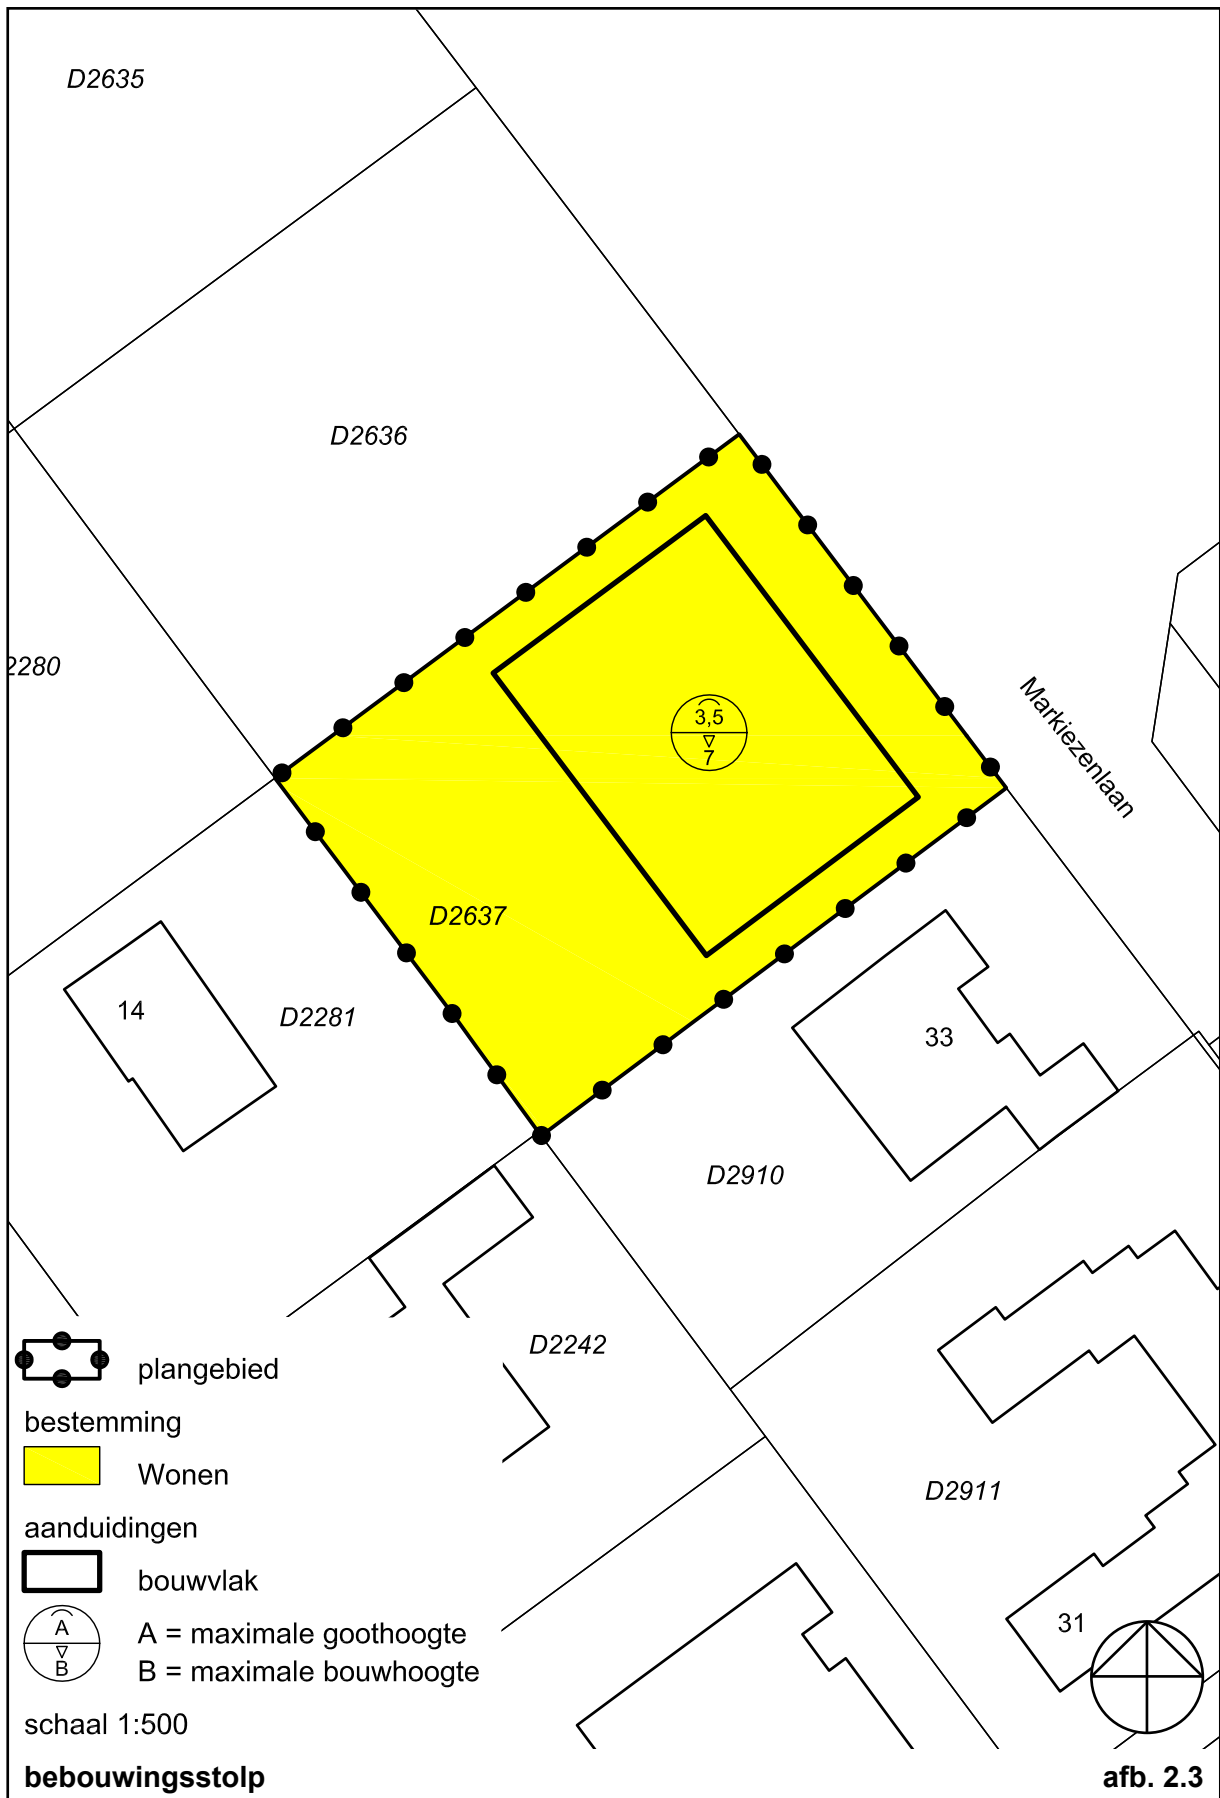 D2635
D2636
2280
3,5
7
Markiezenlaan
D2637
14
D2281
33
D2910
D2242
plangebied
bestemming
Wonen
D2911
aanduidingen
bouwvlak
A
B
A = maximale goothoogte
B = maximale bouwhoogte
31
schaal 1:500
bebouwingsstolp
afb. 2.3